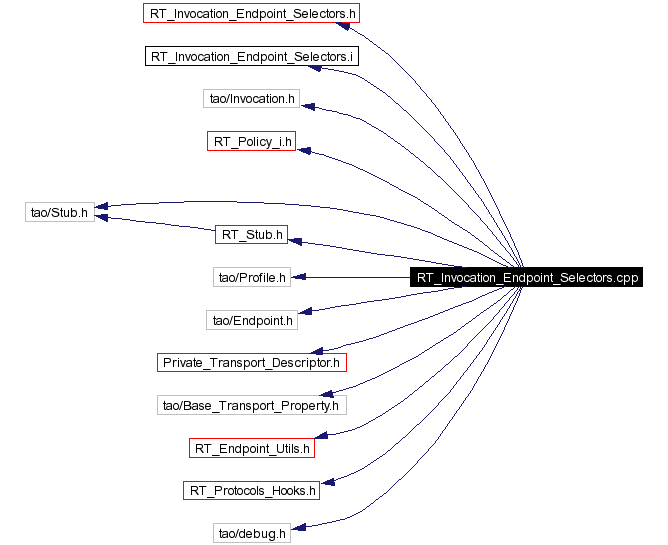 RT_Invocation_Endpoint_Selectors.h
RT_Invocation_Endpoint_Selectors.i
tao/Invocation.h
RT_Policy_i.h
tao/Stub.h
RT_Stub.h
tao/Profile.h
RT_Invocation_Endpoint_Selectors.cpp
tao/Endpoint.h
Private_Transport_Descriptor.h
tao/Base_Transport_Property.h
RT_Endpoint_Utils.h
RT_Protocols_Hooks.h
tao/debug.h